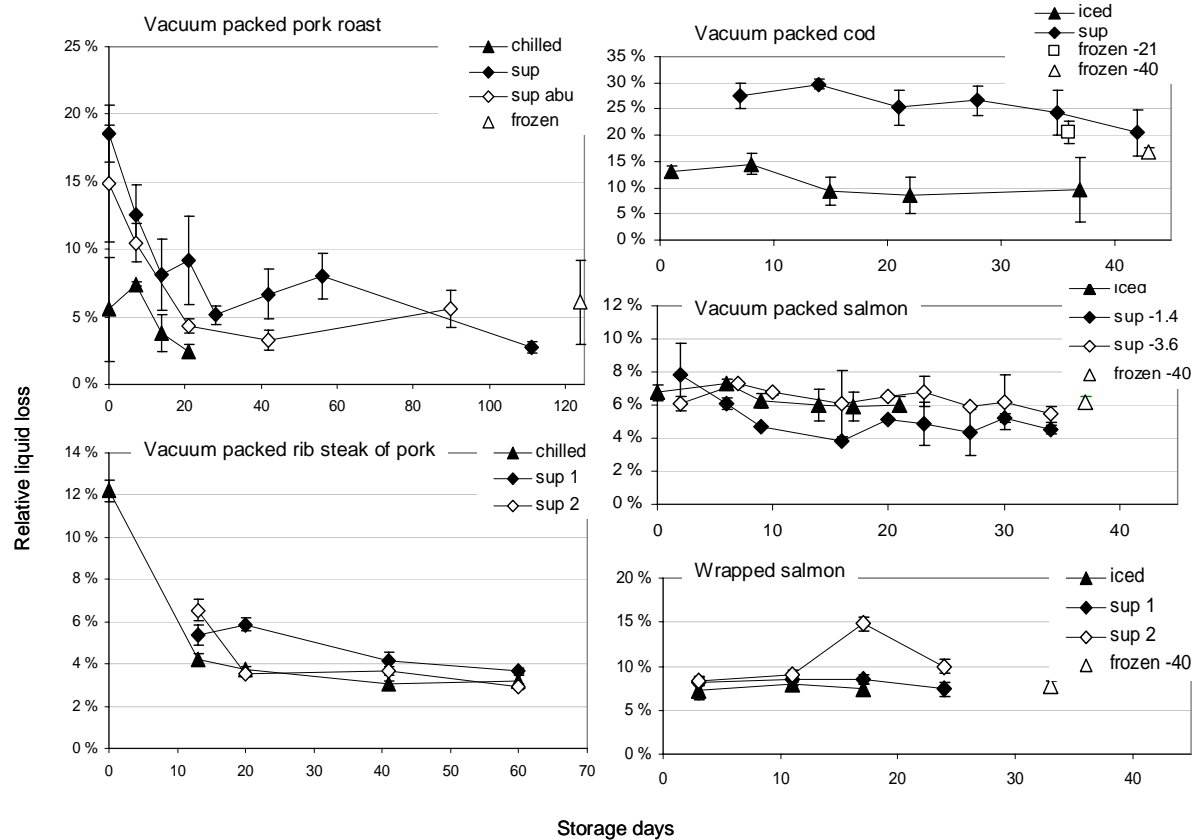 Vacuum packed pork roast
25 %
20 %
15 %
10 %
5 %
0 %
0 20 40 60 80 100 120
chilled
sup
sup abu
frozen
Vacuum packed rib steak of pork
14 %
12 %
10 %
8 %
6 %
4 %
2 %
0 %
0 10 20 30 40 50 60 70
chilled
sup 1
sup 2
Vacuum packed cod
35 %
30 %
25 %
20 %
15 %
10 %
5 %
0 %
0 10 20 30 40
iced
sup
frozen -21
frozen -40
Vacuum packed salmon
12 %
10 %
8 %
6 %
4 %
2 %
0 %
0 10 20 30 40
iced
sup -1.4
sup -3.6
frozen -40
Wrapped salmon
20 %
15 %
10 %
5 %
0 %
0 10 20 30 40
iced
sup 1
sup 2
frozen -40
Relative liquid loss
Storage days